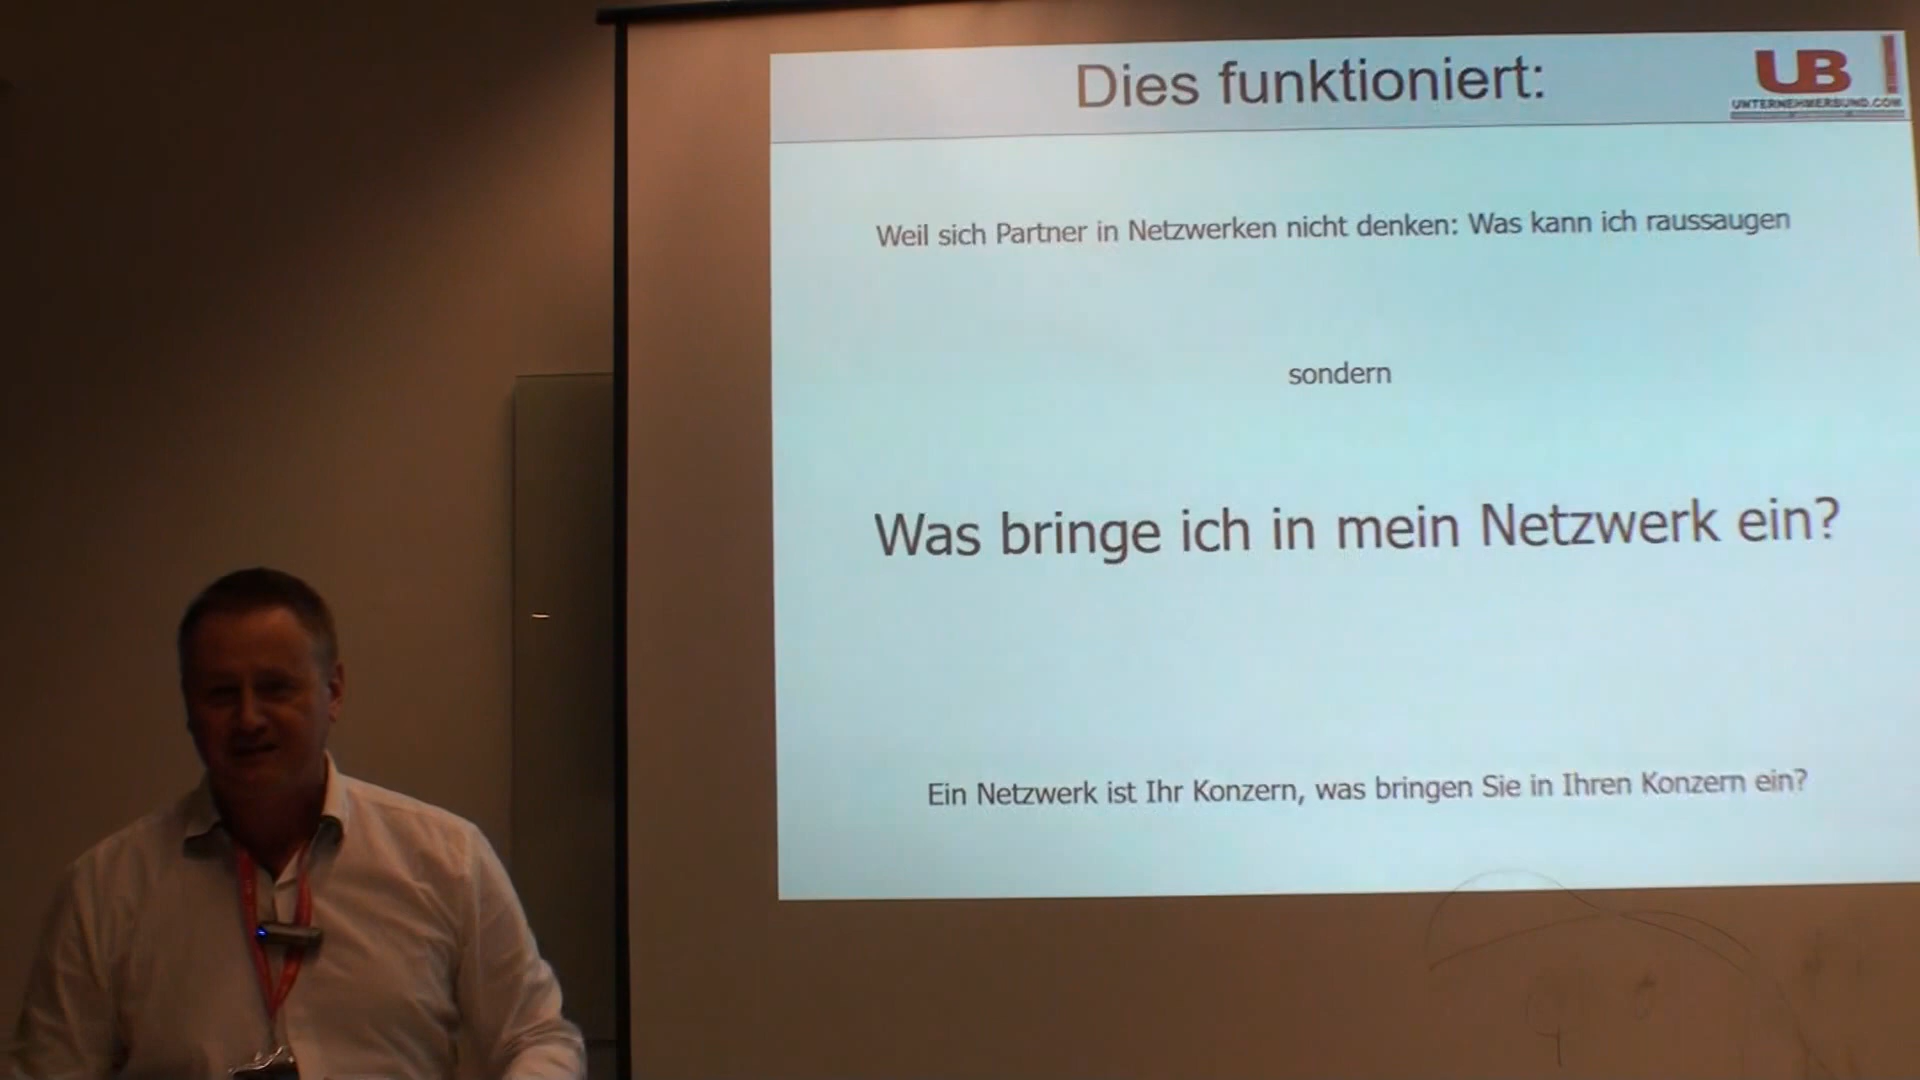 Dies funktioniert:
UB
UNTERNEHMERBUND.COM
Weil sich Partner in Netzwerken nicht denken: Was kann ich raussaugen
sondern
Was bringe ich in mein Netzwerk ein?
Ein Netzwerk ist Ihr Konzern, was bringen Sie in Ihren Konzern ein?